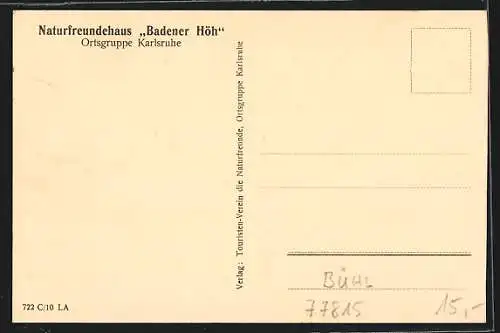 Naturfreundehaus „Badener Höh“
Ortsgruppe Karlsruhe
Verlag: Touristen-Verein die Naturfreunde, Ortsgruppe Karlsruhe
BÜHL
77815
15,-
722 C/10 LA